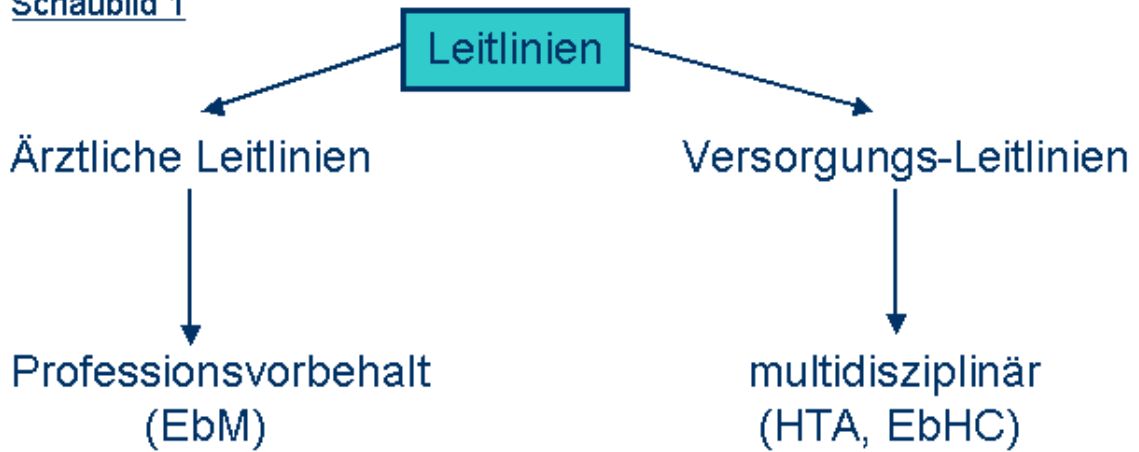 Schaubild 1
Leitlinien
Ärztliche Leitlinien
Versorgungs-Leitlinien
Professionsvorbehalt
(EbM)
multidisziplinär
(HTA, EbHC)